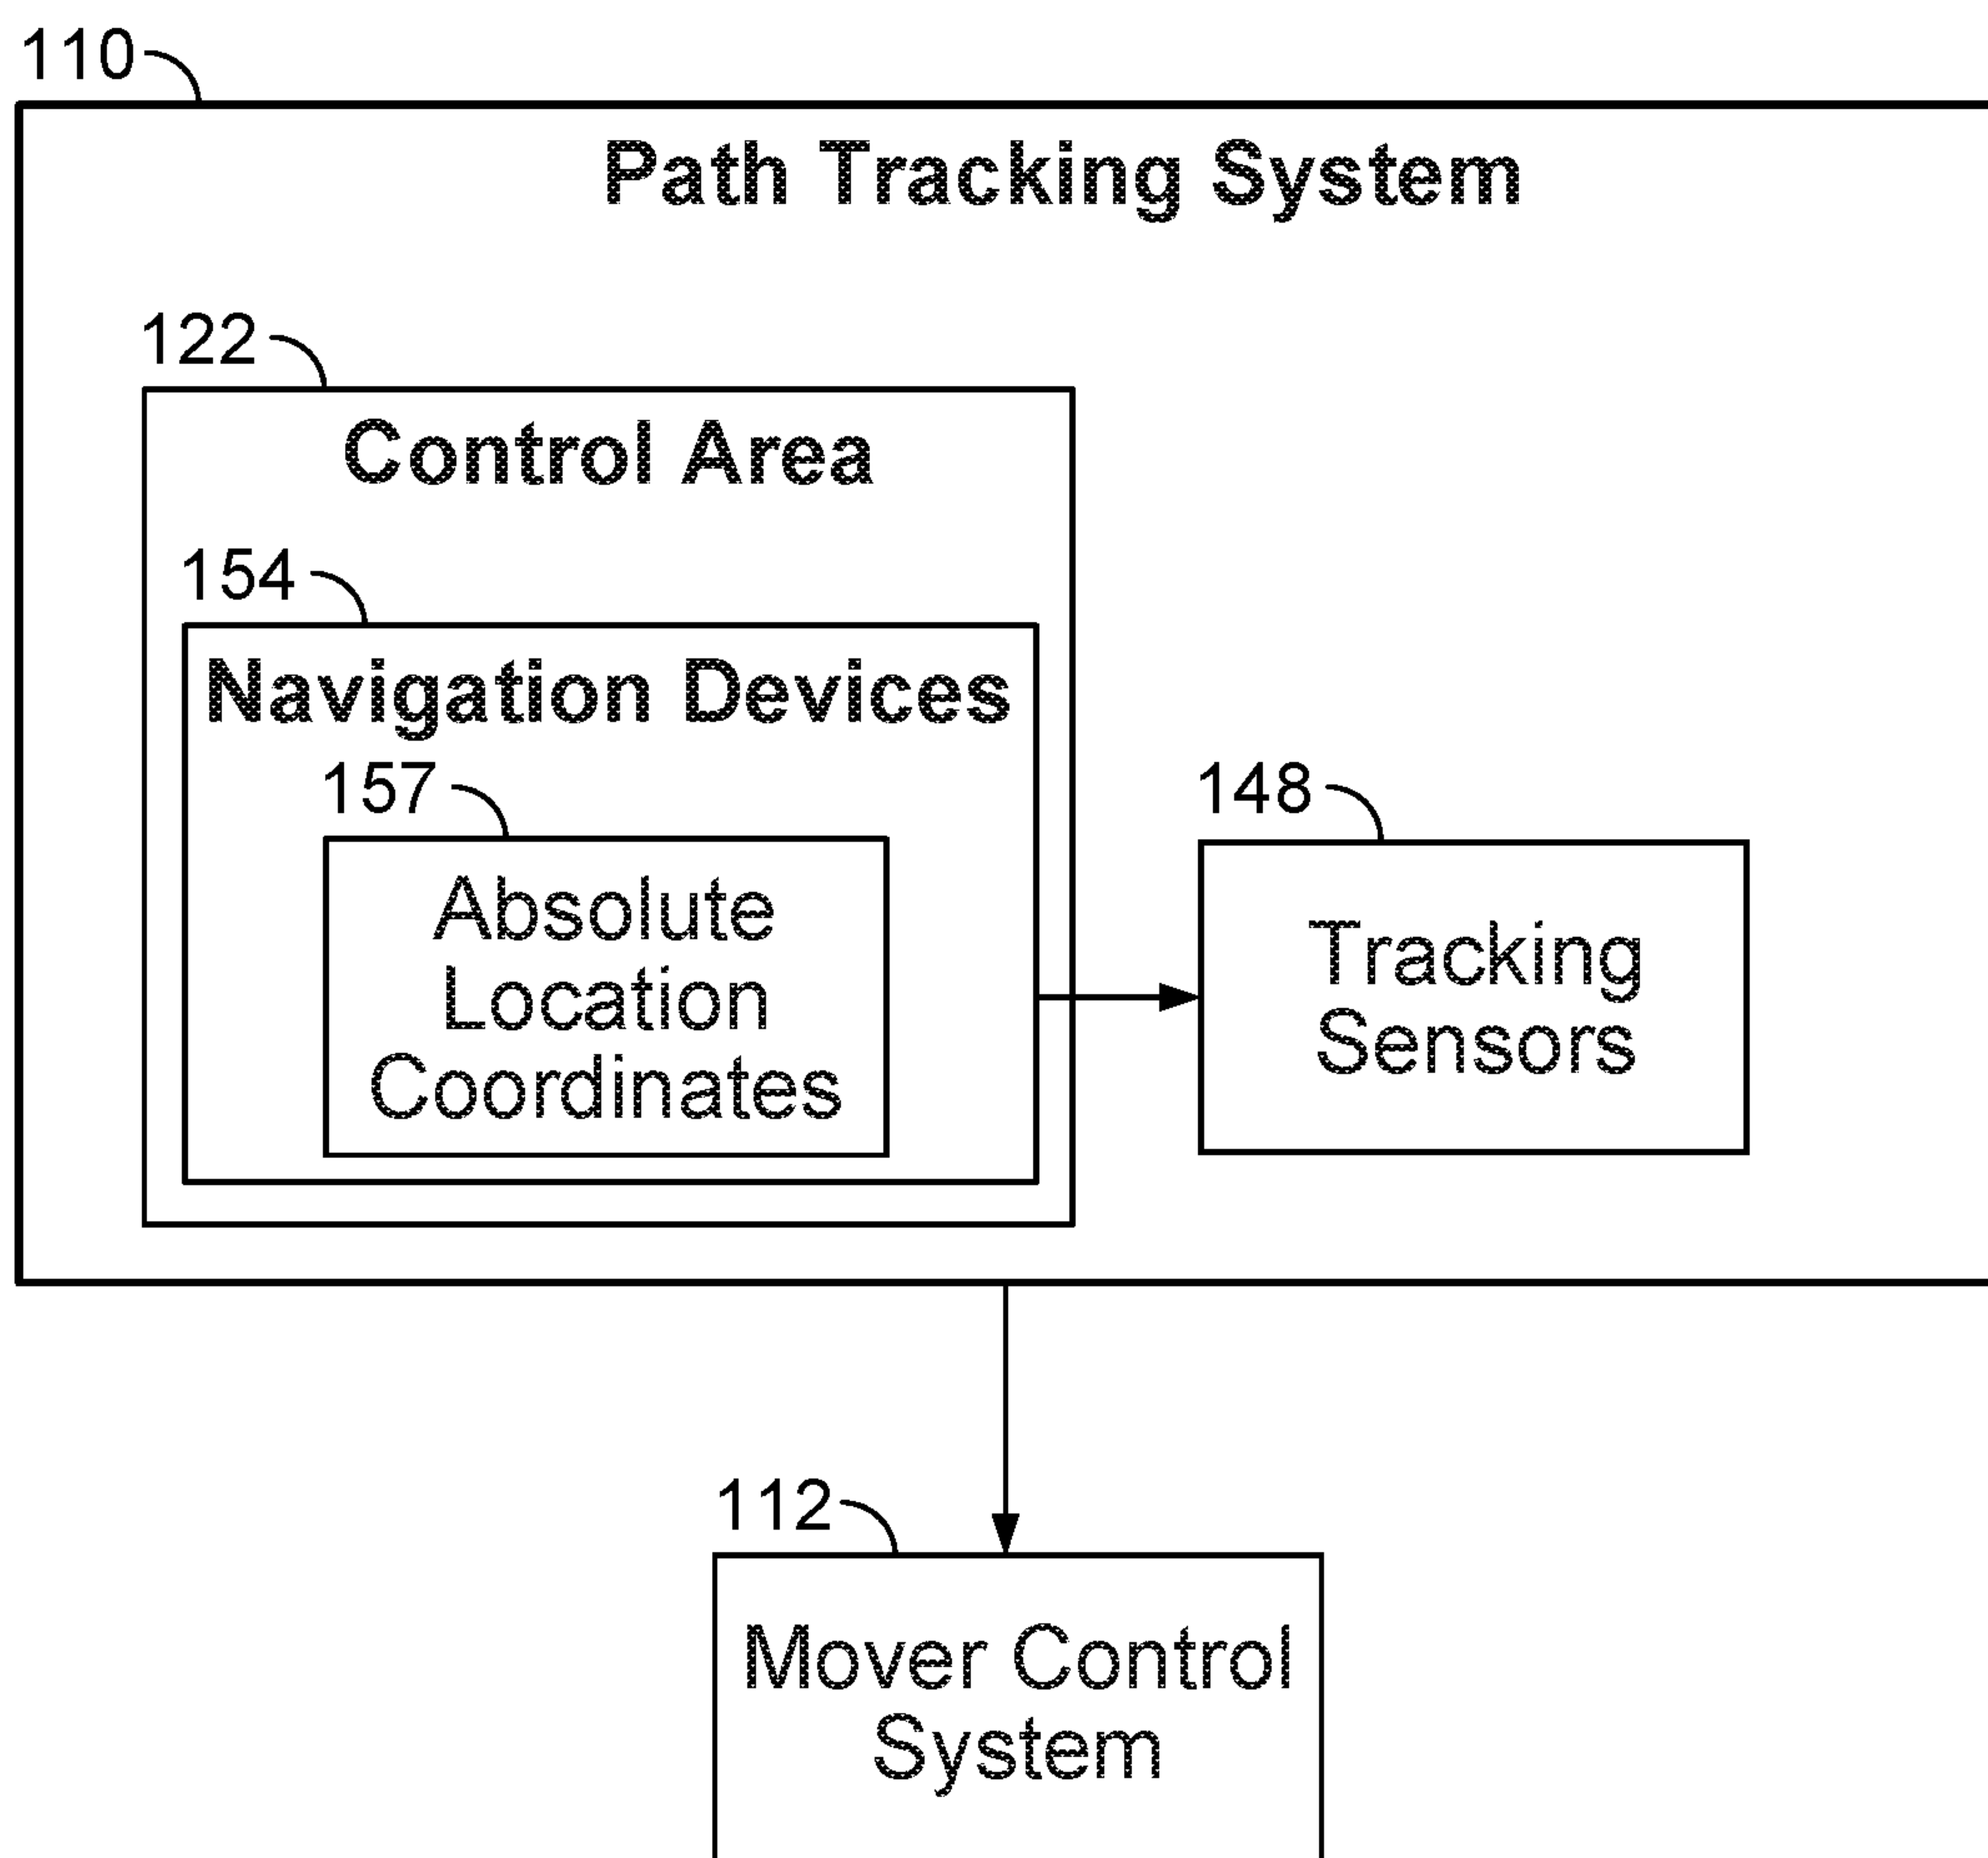 110
Path Tracking System
122
Control Area
154
Navigation Devices
157
148
Absolute
Location
Coordinates
Tracking
Sensors
112
Mover Control
System